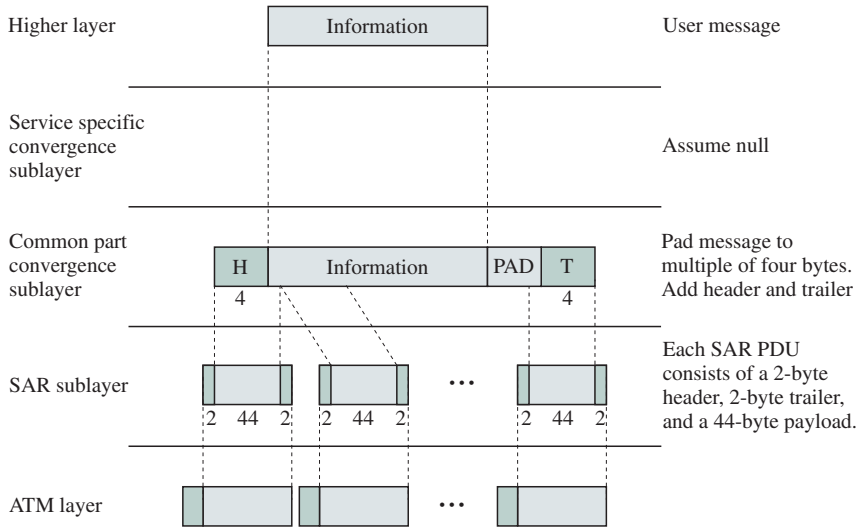 Higher layer
Information
User message
Service specific
convergence
sublayer
Assume null
Common part
convergence
sublayer
H
Information
PAD
T
4
4
Pad message to
multiple of four bytes.
Add header and trailer
SAR sublayer
2 44 2
2 44 2
...
2 44 2
Each SAR PDU
consists of a 2-byte
header, 2-byte trailer,
and a 44-byte payload.
ATM layer
...